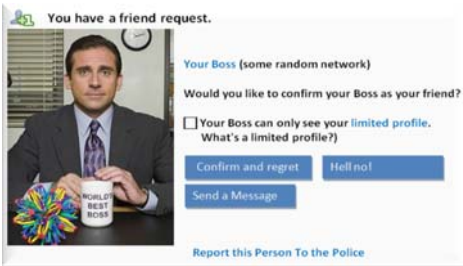 You have a friend request.
Your Boss (some random network)
Would you like to confirm your Boss as your friend?
Your Boss can only see your limited profile.
What's a limited profile?)
Confirm and regret
Hell no!
Send a Message
WORLD'S
BEST
BOSS
Report this Person To the Police